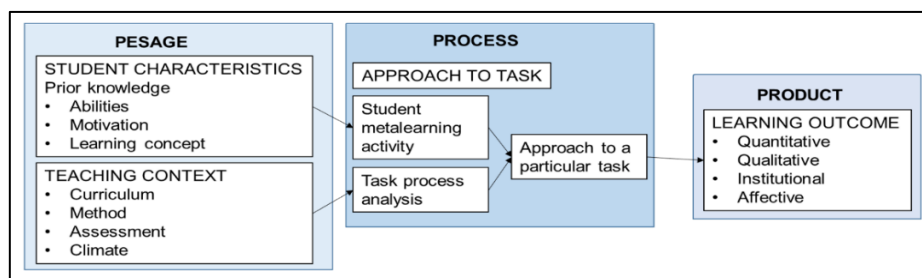 PESAGE
STUDENT CHARACTERISTICS
Prior knowledge
• Abilities
• Motivation
• Learning concept
TEACHING CONTEXT
• Curriculum
• Method
• Assessment
• Climate
PROCESS
APPROACH TO TASK
Student
metalearning
activity
Task process
analysis
Approach to a
particular task
PRODUCT
LEARNING OUTCOME
• Quantitative
• Qualitative
• Institutional
• Affective